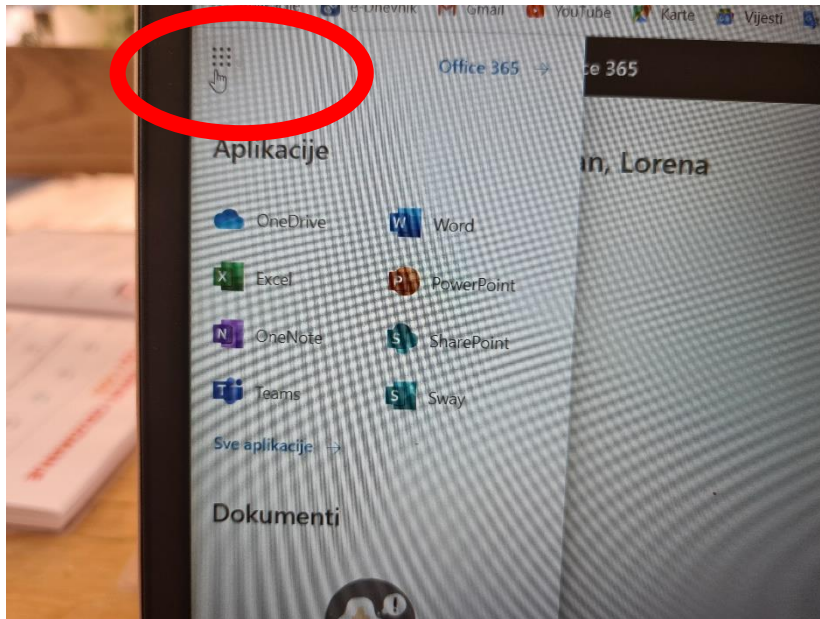 e-Dnevnik Gmail YouTube Karte Vijesti
Office 365 → ce 365
Aplikacije
an, Lorena
OneDrive Word
Excel PowerPoint
OneNote SharePoint
Teams Sway
Sve aplikacije →
Dokumenti